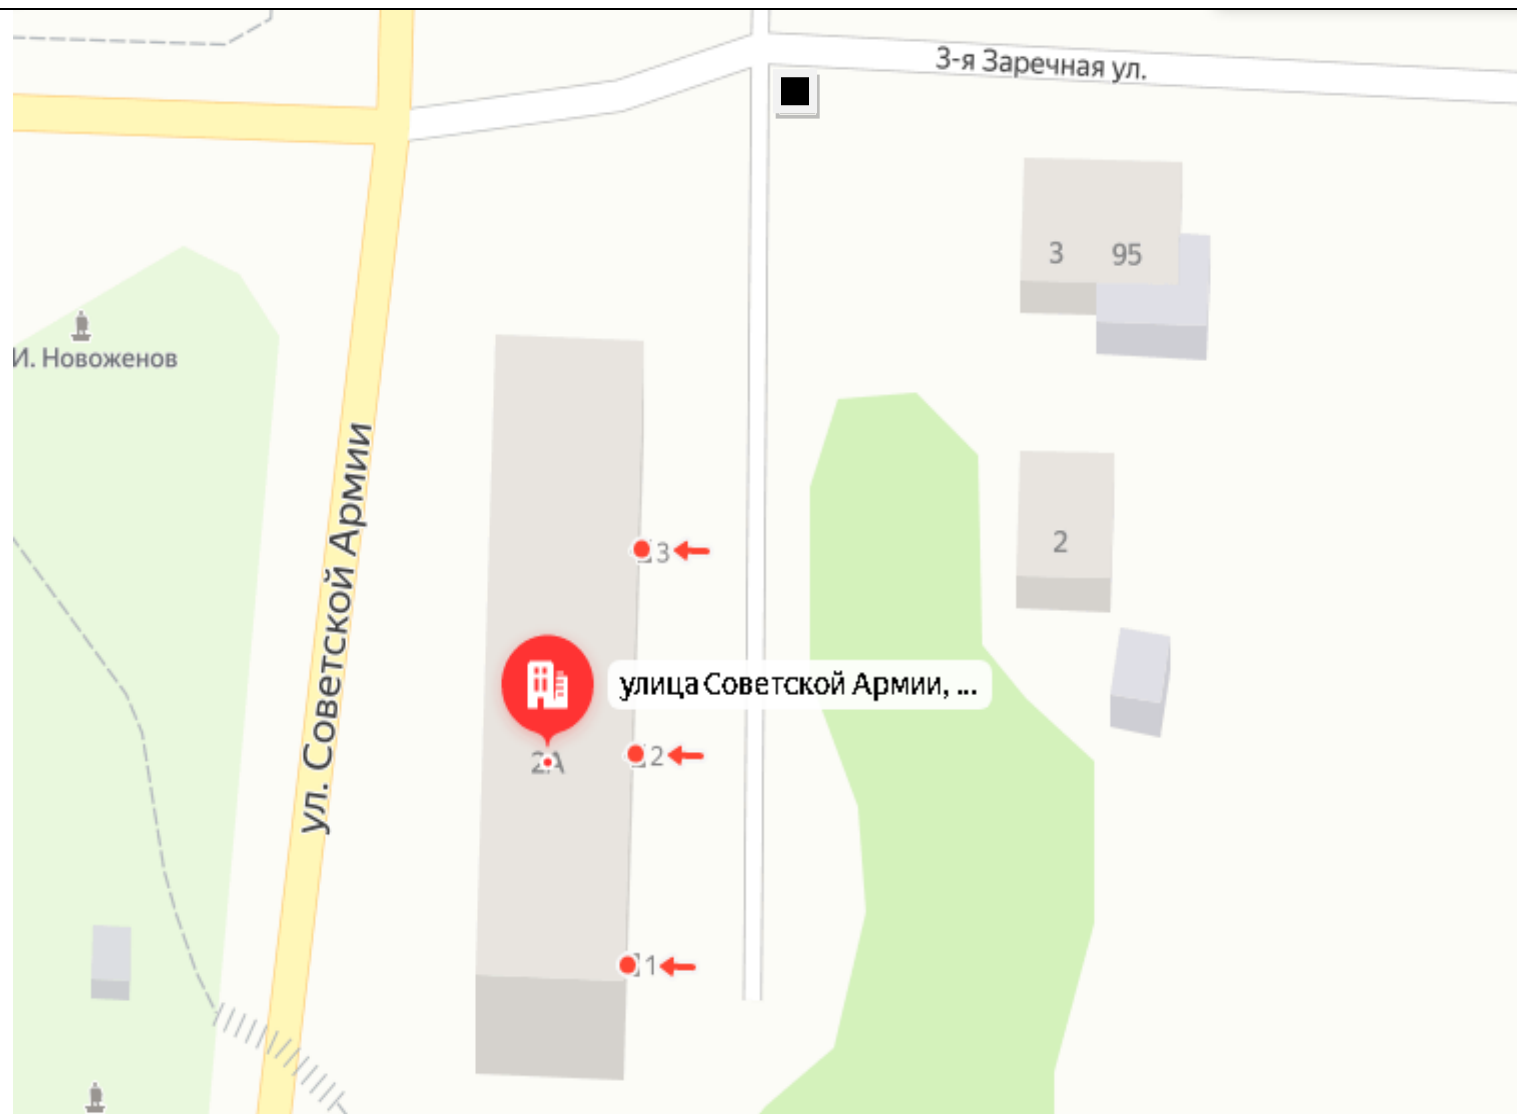 3-я Заречная ул.
3
95
И. Новоженов
ул. Советской Армии
3
2
улица Советской Армии, ...
2А
2
1